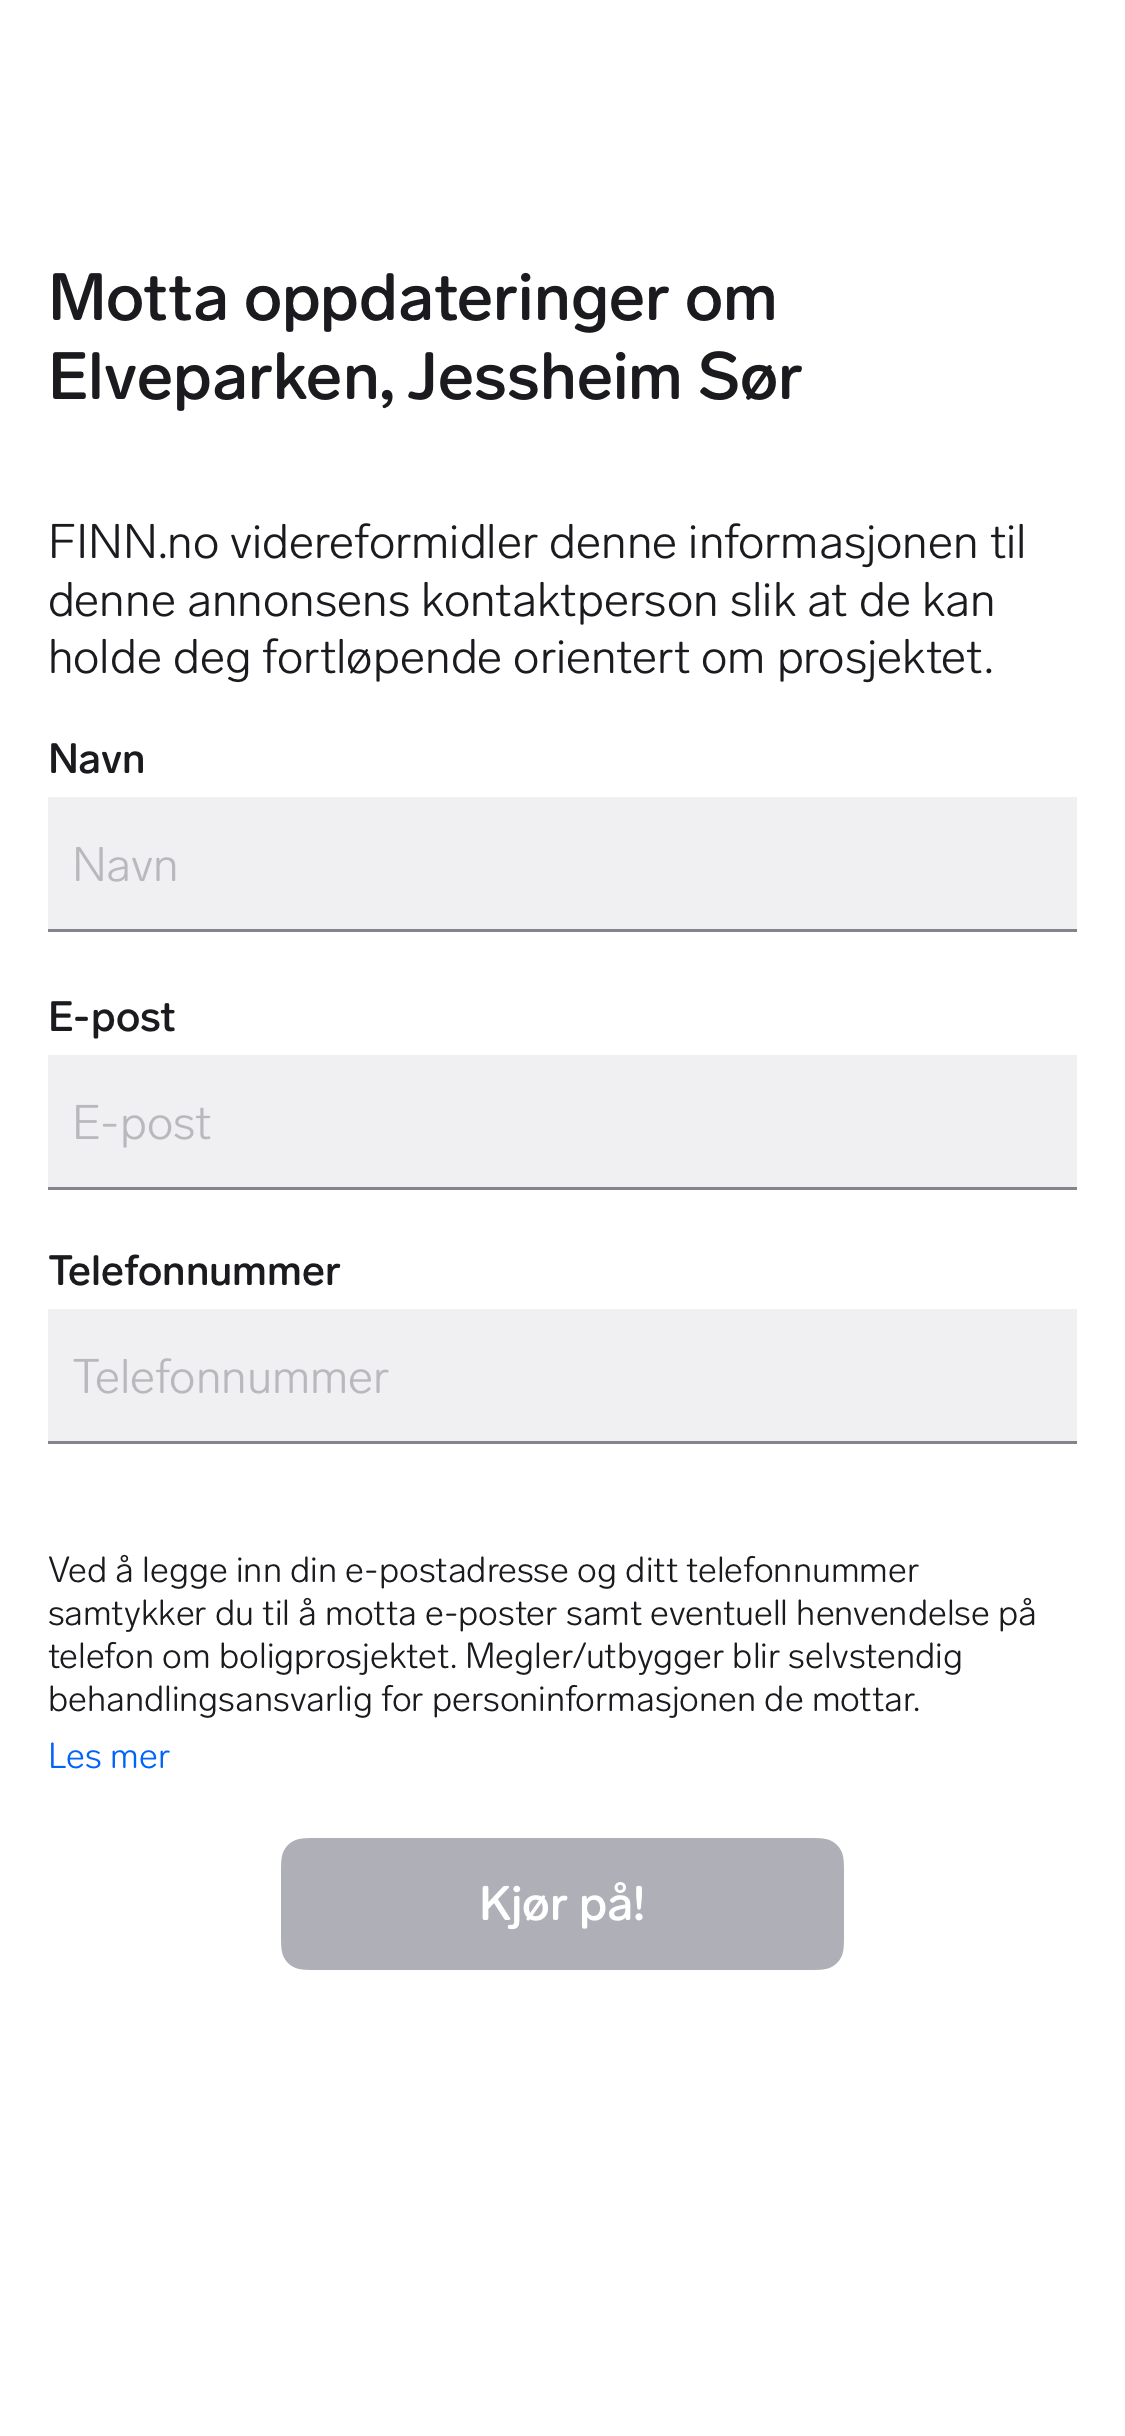 Motta oppdateringer om
Elveparken, Jessheim Sør
FINN.no videreformidler denne informasjonen til
denne annonsens kontaktperson slik at de kan
holde deg fortløpende orientert om prosjektet.
Navn
Navn
E-post
E-post
Telefonnummer
Telefonnummer
Ved å legge inn din e-postadresse og ditt telefonnummer
samtykker du til å motta e-poster samt eventuell henvendelse på
telefon om boligprosjektet. Megler/utbygger blir selvstendig
behandlingsansvarlig for personinformasjonen de mottar.
Les mer
Kjør på!